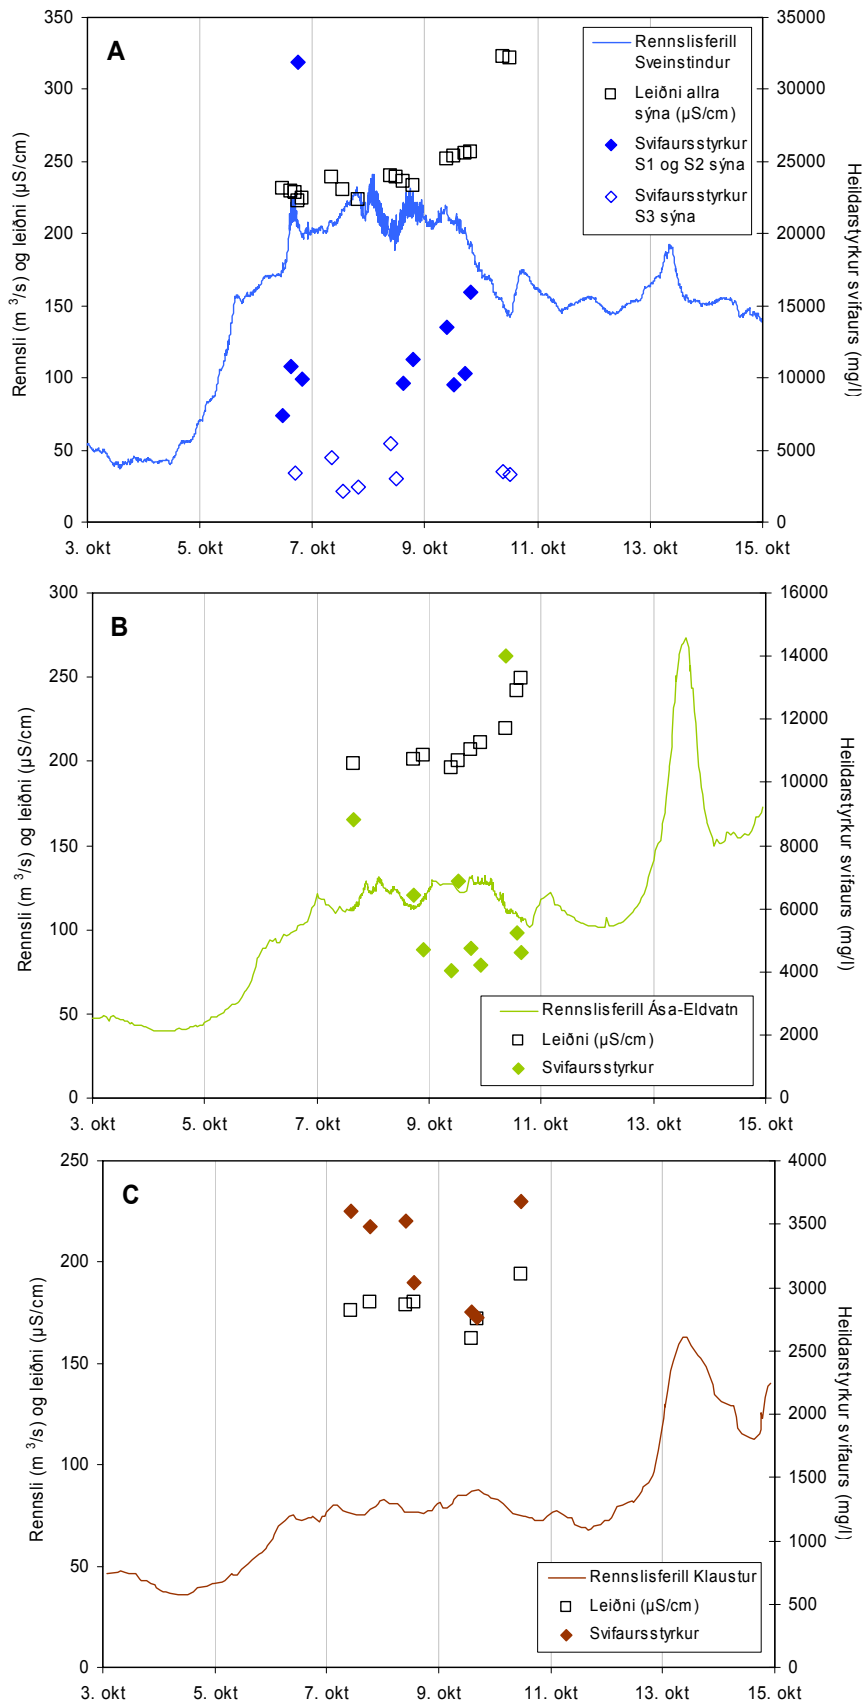 A
350
300
250
200
150
100
50
0
Rennsli (m³/s) og leiðni (µS/cm)
35000
30000
25000
20000
15000
10000
5000
0
Heildarstyrkur svifaurs (mg/l)
Rennslisferill
Sveinstindur
Leiðni allra
sýna (µS/cm)
Svifaursstyrkur
S1 og S2 sýna
Svifaursstyrkur
S3 sýna
3. okt 5. okt 7. okt 9. okt 11. okt 13. okt 15. okt
B
300
250
200
150
100
50
0
Rennsli (m³/s) og leiðni (µS/cm)
16000
14000
12000
10000
8000
6000
4000
2000
0
Heildarstyrkur svifaurs (mg/l)
Rennslisferill Ása-Eldvatn
Leiðni (µS/cm)
Svifaursstyrkur
3. okt 5. okt 7. okt 9. okt 11. okt 13. okt 15. okt
C
250
200
150
100
50
0
Rennsli (m³/s) og leiðni (µS/cm)
4000
3500
3000
2500
2000
1500
1000
500
0
Heildarstyrkur svifaurs (mg/l)
Rennslisferill Klaustur
Leiðni (µS/cm)
Svifaursstyrkur
3. okt 5. okt 7. okt 9. okt 11. okt 13. okt 15. okt